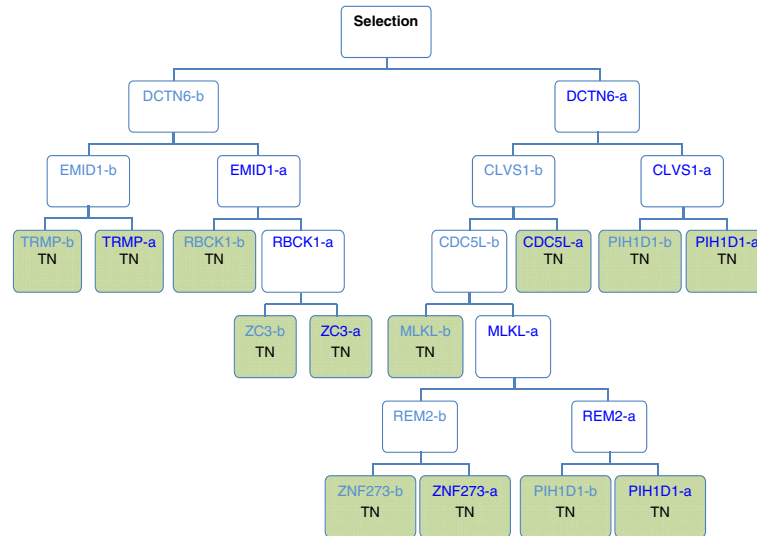 Selection
DCTN6-b DCTN6-a
EMID1-b EMID1-a CLVS1-b CLVS1-a
TRMP-b TRMP-a RBCK1-b RBCK1-a CDC5L-b CDC5L-a PIH1D1-b PIH1D1-a
TN TN TN TN TN TN
ZC3-b ZC3-a MLKL-b MLKL-a
TN TN TN
REM2-b REM2-a
ZNF273-b ZNF273-a PIH1D1-b PIH1D1-a
TN TN TN TN